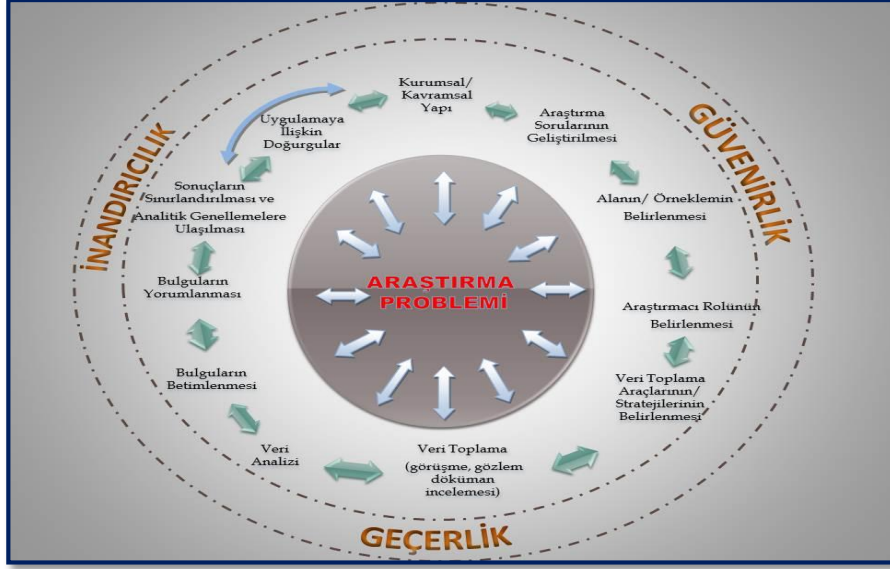 Kurumsal/
Kavramsal
Yapı
Araştırma
Sorularının
Geliştirilmesi
Alanın/ Örneklemin
Belirlenmesi
Araştırmacı Rolünün
Belirlenmesi
Veri Toplama
Araçlarının/
Stratejilerinin
Belirlenmesi
Veri Toplama
(görüşme, gözlem
döküman
incelemesi)
Veri
Analizi
Bulguların
Betimlenmesi
Bulguların
Yorumlanması
Sonuçların
Sınırlandırılması ve
Analitik Genellemelere
Ulaşılması
Uygulamaya
İlişkin
Doğurgular
ARAŞTIRMA
PROBLEMİ
İNANDIRICILIK
GÜVENİRLİK
GEÇERLİK